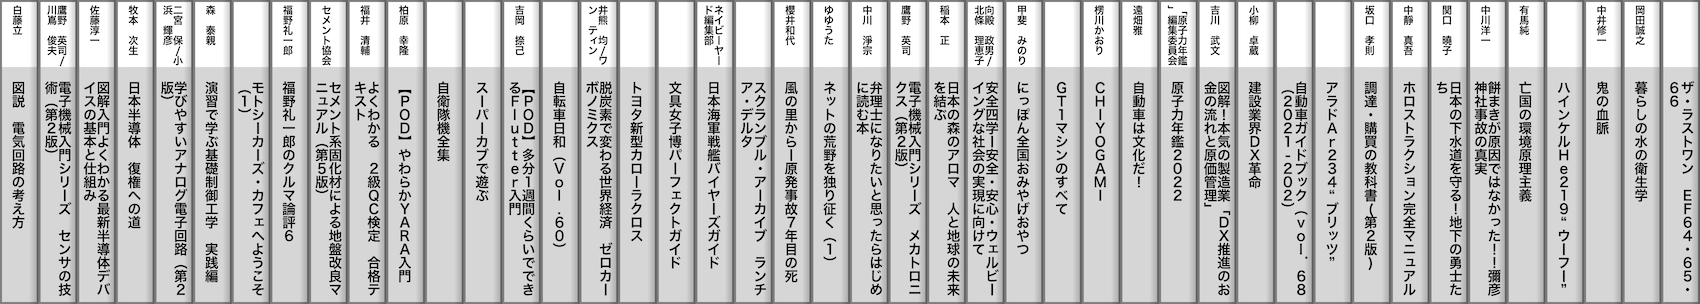 ザ・ラストワン EF64・65・
66
岡田誠之
暮らしの水の衛生学
中井修一
鬼の血脈
ハインケルHe219“ウーフー”
有馬純
亡国の環境原理主義
中川洋一
餅まきが原因ではなかった!―彌彦
神社事故の真実
関口 暁子
日本の下水道を守る!地下の勇士た
ち
中靜 真吾
ホロストラクション完全マニュアル
坂口 孝則
調達・購買の教科書(第2版)
アラドAr234“ブリッツ”
自動車ガイドブック（vol．68
（2021-202）
小柳 卓蔵
建設業界DX革命
吉川 武文
図解!本気の製造業「DX推進のお
金の流れと原価管理」
「原子力年鑑
」編集委員会
原子力年鑑2022
遠畑雅
自動車は文化だ!
楞川かおり
CHIYOGAMI
GT1マシンのすべて
甲斐 みのり
にっぽん全国おみやげおやつ
向殿 政男/
北條 理恵子
安全四学―安全・安心・ウェルビー
イングな社会の実現に向けて
稲本 正
日本の森のアロマ 人と地球の未来
を結ぶ
鷹野 英司
電子機械入門シリーズ メカトロニ
クス（第2版）
中川 淨宗
弁理士になりたいと思ったらはじめ
に読む本
ゆゆうた
ネットの荒野を独り征く（1）
櫻井和代
風の里から―原発事故7年目の死
スクランブル・アーカイブ ランチ
ア・デルタ
ネイビーヤー
ド編集部
日本海軍戦艦バイヤーズガイド
文具女子博パーフェクトガイド
トヨタ新型カローラクロス
井熊 均/ワ
ン ティン
脱炭素で変わる世界経済 ゼロカー
ボノミクス
自転車日和（Vol．60）
吉岡 捺己
【POD】多分1週間くらいでできる
Flutter入門
スーパーカブで遊ぶ
自衛隊機全集
柏原 幸隆
【POD】やわらかYARA入門
福井 清輔
よくわかる 2級QC検定 合格テ
キスト
セメント協会
セメント系固化材による地盤改良マ
ニュアル（第5版）
福野礼一郎
福野礼一郎のクルマ論評6
モトシーカーズ・カフェへようこそ
（1）
森 泰親
演習で学ぶ基礎制御工学 実践編
二宮 保/小
浜 輝彦
学びやすいアナログ電子回路（第2
版）
牧本 次生
日本半導体 復権への道
佐藤淳一
図解入門よくわかる最新半導体デバ
イスの基本と仕組み
鷹野 英司/
川嶌 俊夫
電子機械入門シリーズ センサの技
術（第2版）
白藤立
図説 電気回路の考え方